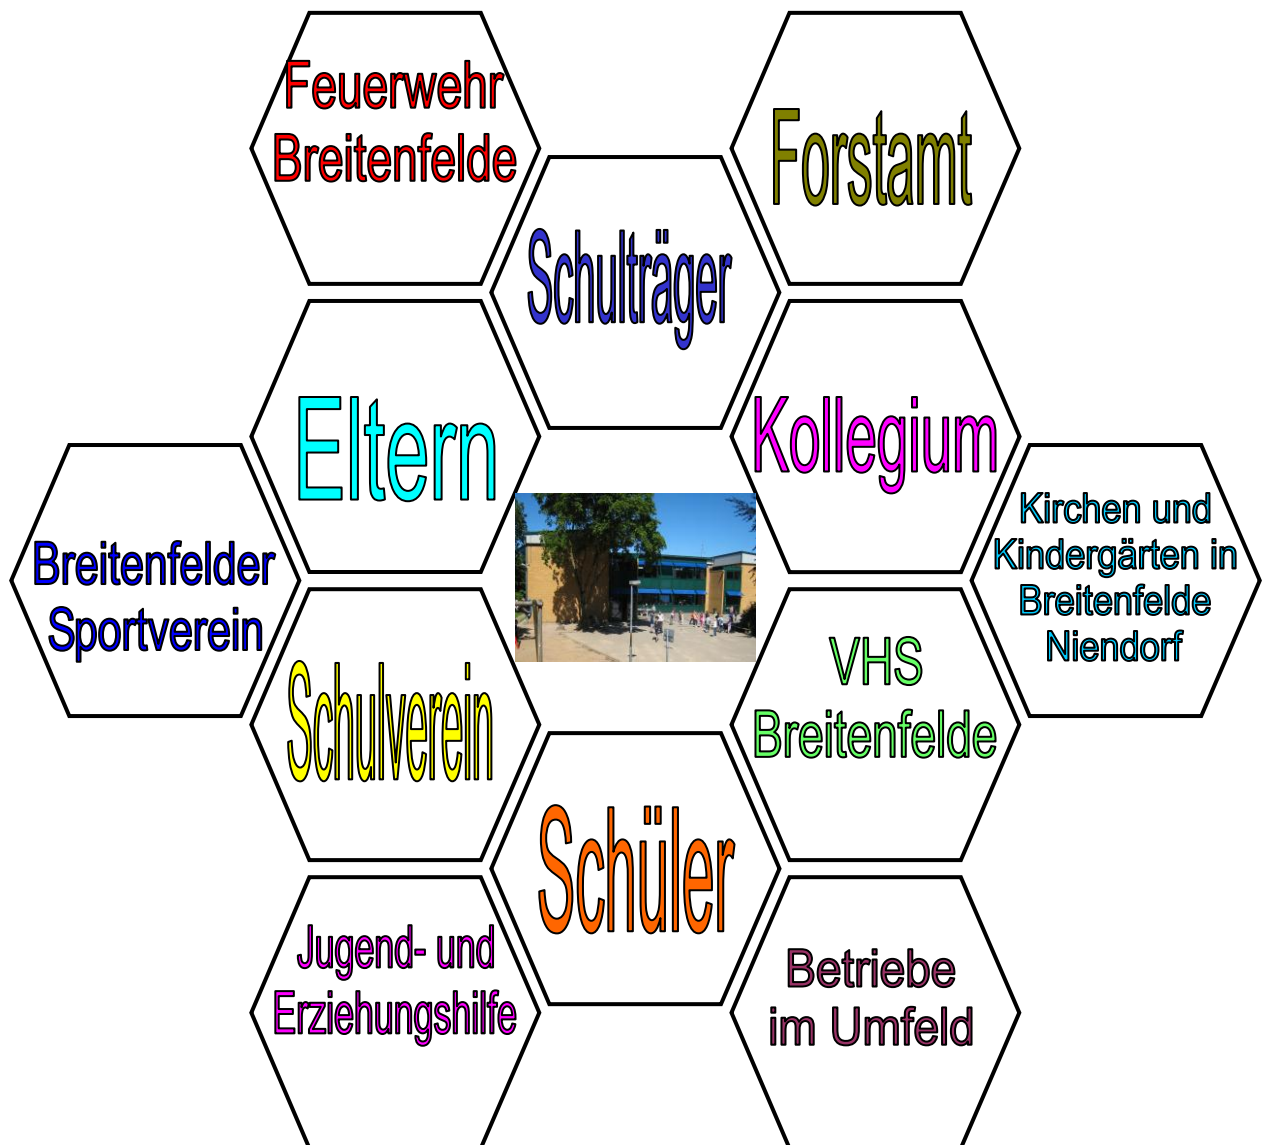 Feuerwehr
Breitenfelde
Forstamt
Schulträger
Eltern
Kollegium
Breitenfelder
Sportverein
Kirchen und
Kindergärten in
Breitenfelde
Niendorf
Schulverein
VHS
Breitenfelde
Schüler
Jugend- und
Erziehungshilfe
Betriebe
im Umfeld